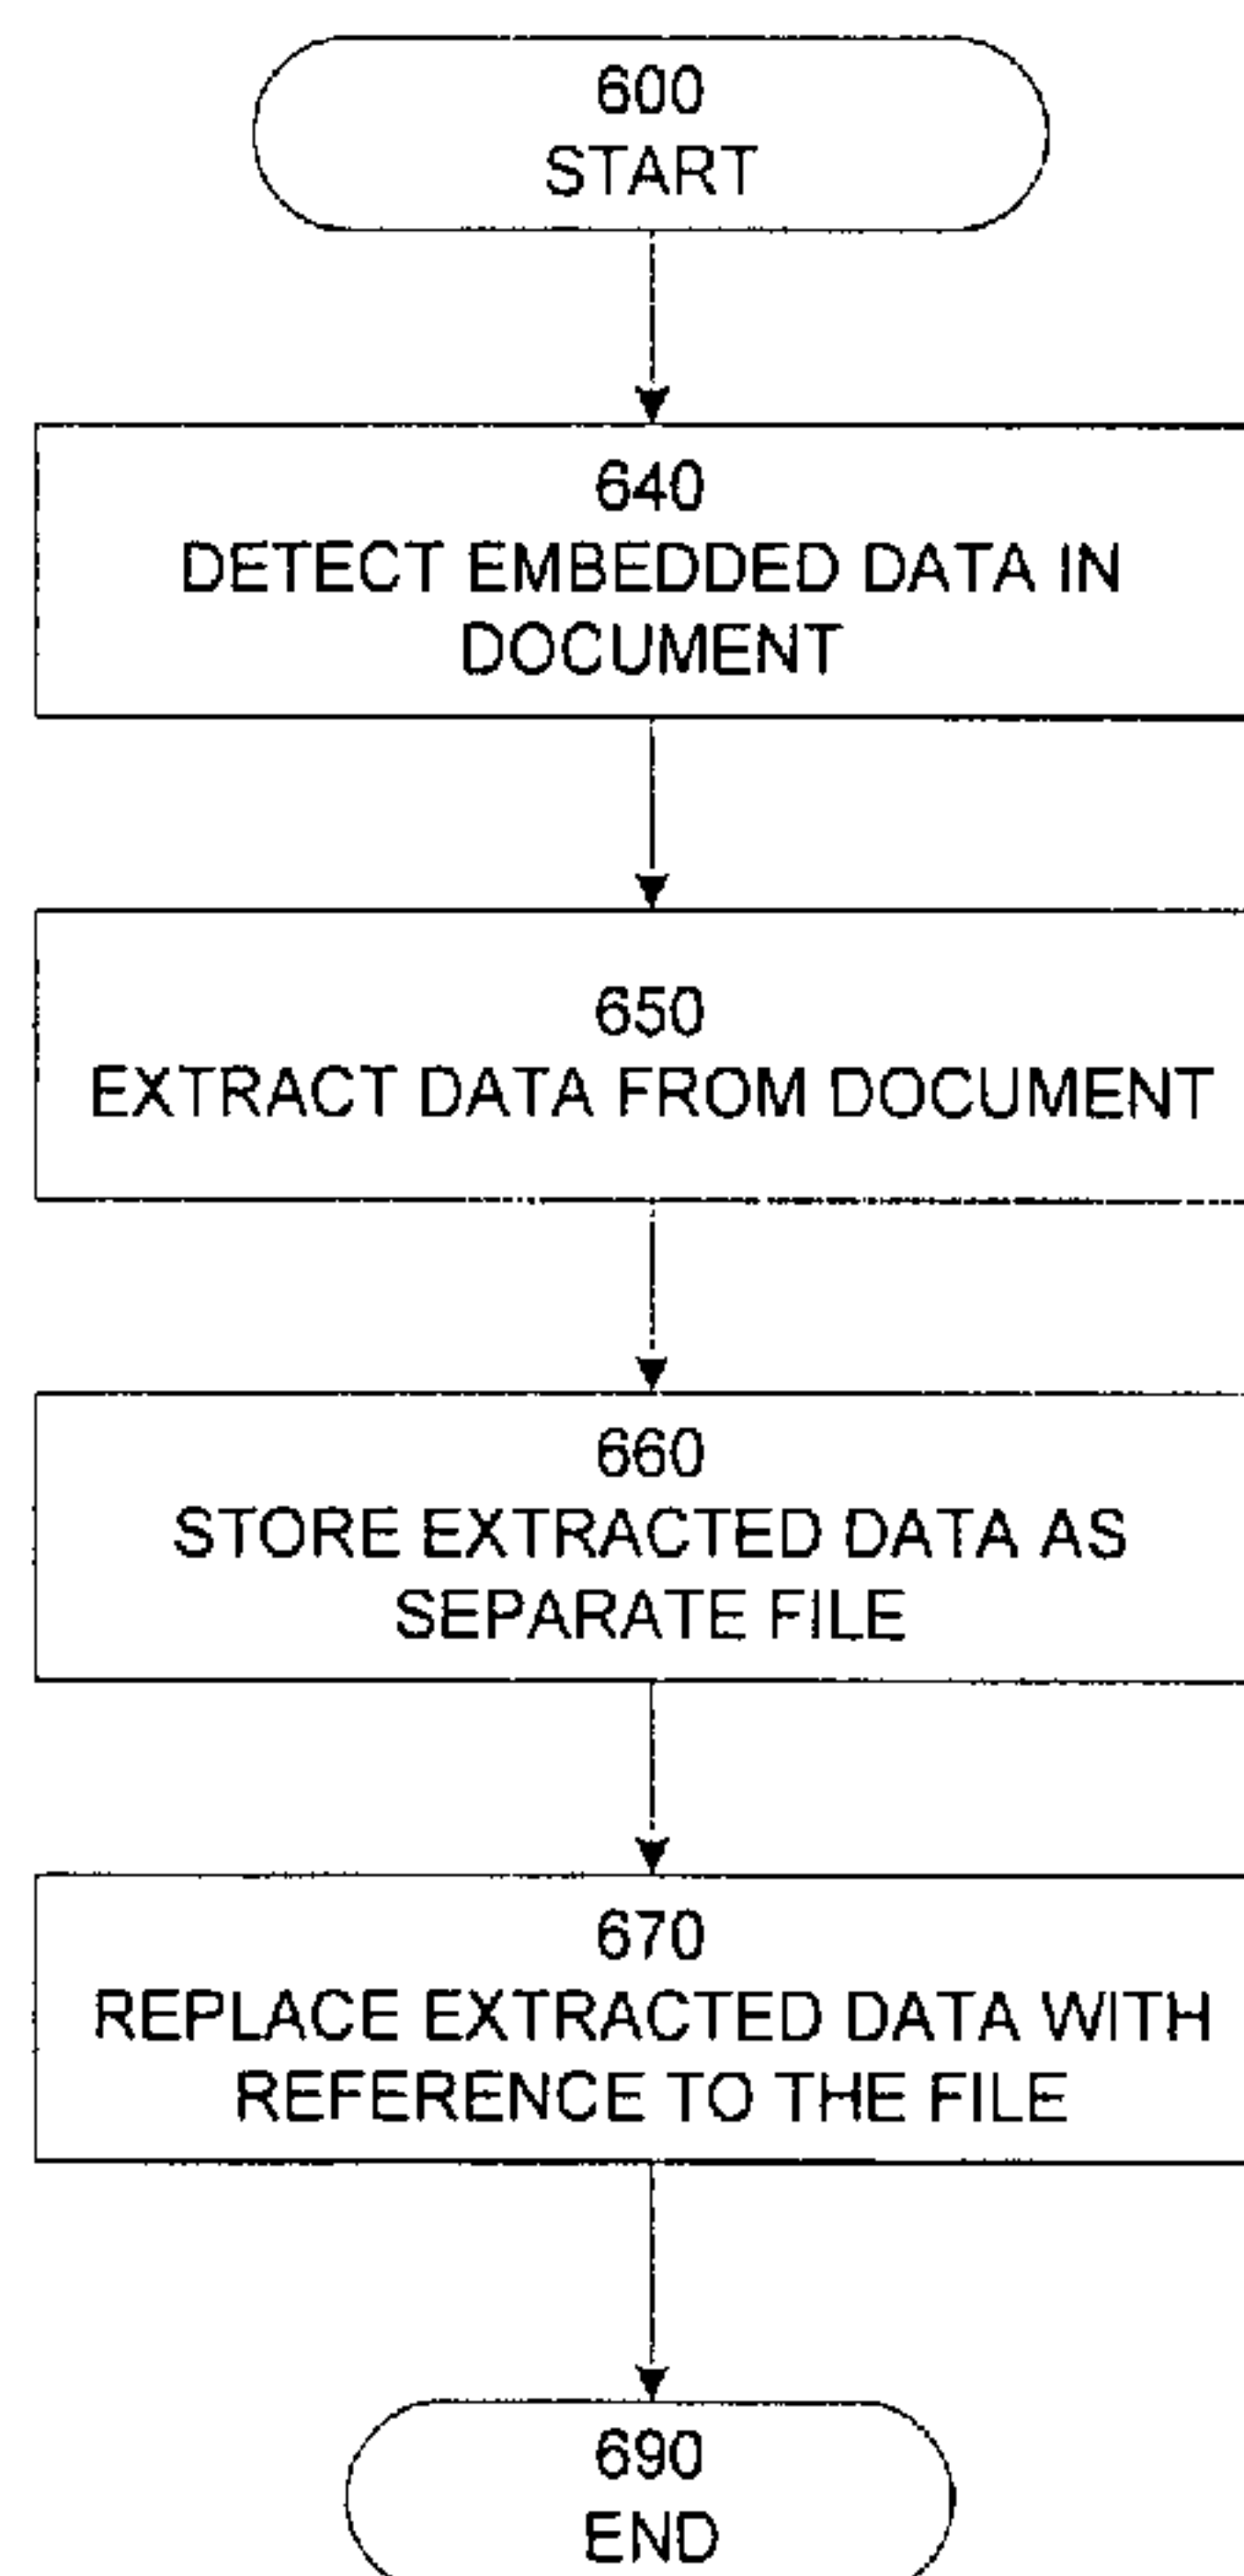 600
START
640
DETECT EMBEDDED DATA IN
DOCUMENT
650
EXTRACT DATA FROM DOCUMENT
660
STORE EXTRACTED DATA AS
SEPARATE FILE
670
REPLACE EXTRACTED DATA WITH
REFERENCE TO THE FILE
690
END